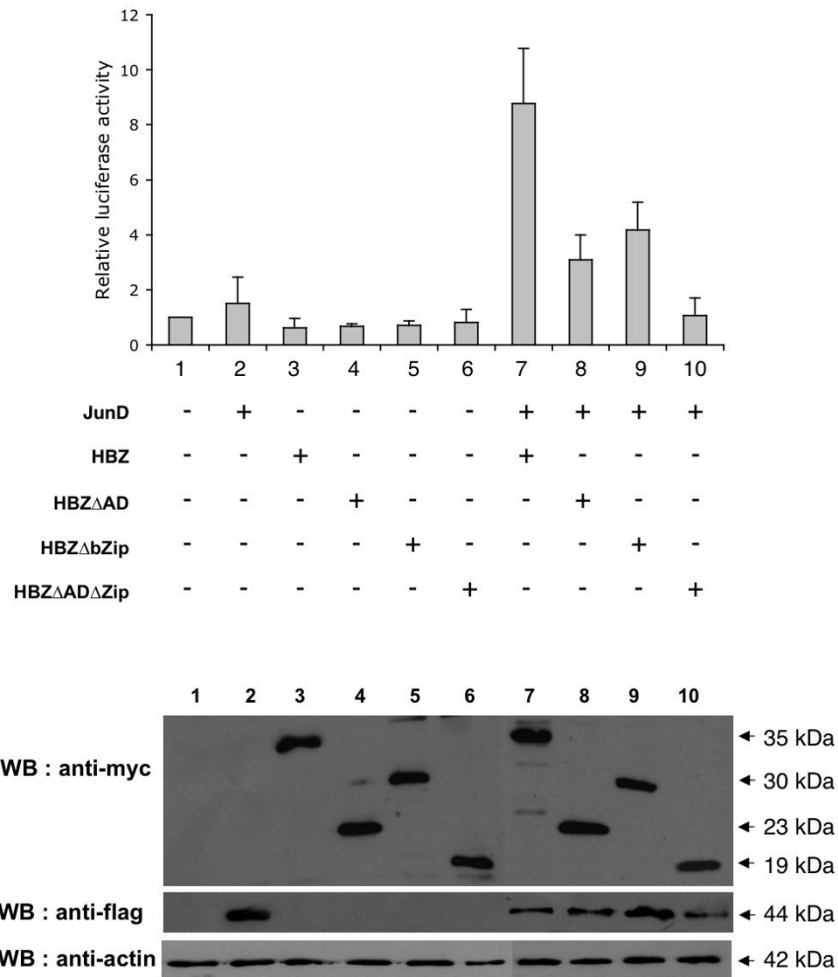 12
10
8
6
4
2
0
Relative luciferase activity
1 2 3 4 5 6 7 8 9 10
JunD - + - - - - + + + +
HBZ - - + - - - + - - -
HBZΔAD - - - + - - - + - -
HBZΔbZip - - - - + - - - + -
HBZΔADΔZip - - - - - + - - - +
1 2 3 4 5 6 7 8 9 10
WB : anti-myc
35 kDa
30 kDa
23 kDa
19 kDa
WB : anti-flag
44 kDa
WB : anti-actin
42 kDa